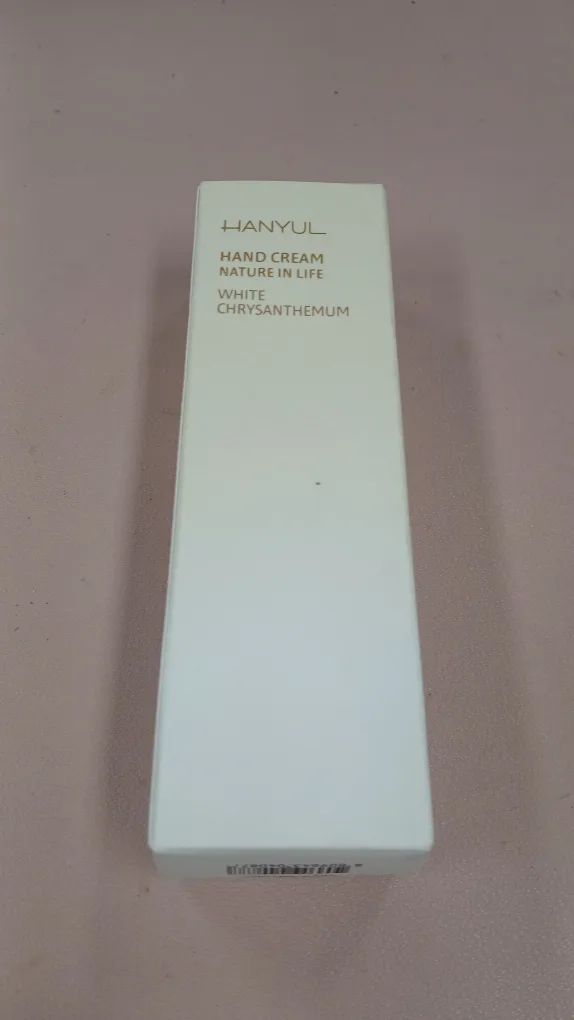 HANYUL
HAND CREAM
NATURE IN LIFE
WHITE
CHRYSANTHEMUM